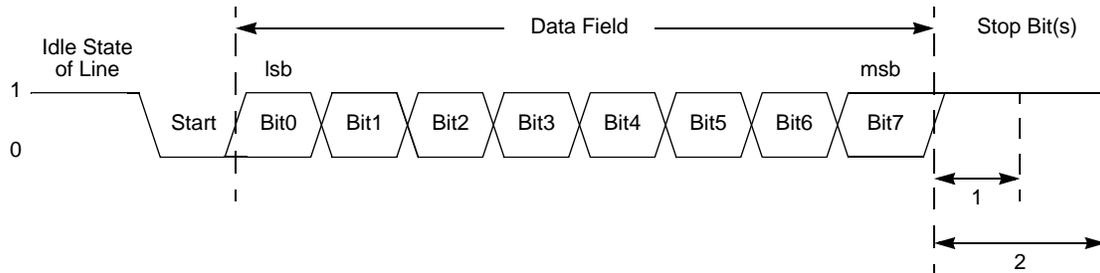 Data Field
Stop Bit(s)
Idle State
of Line
lsb
msb
1
Start
Bit0
Bit1
Bit2
Bit3
Bit4
Bit5
Bit6
Bit7
0
1
2